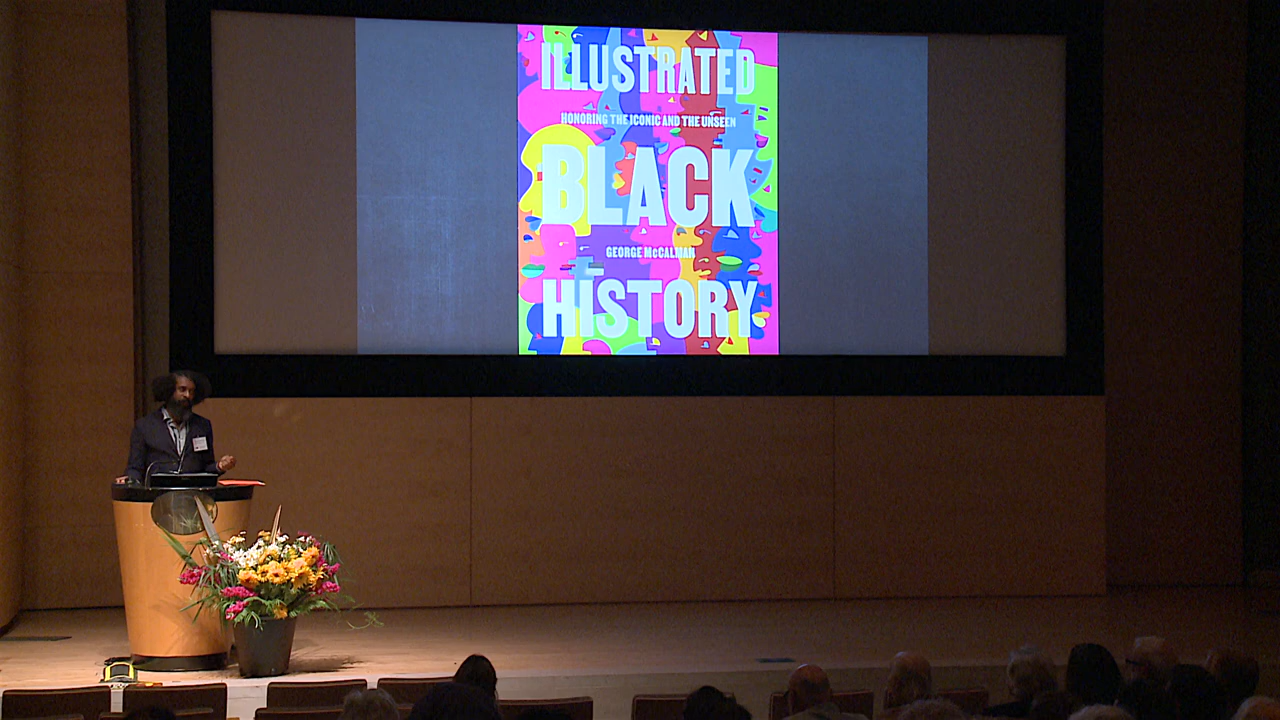 ILLUSTRATED
HONORING THE ICONIC AND THE UNSEEN
BLACK
GEORGE McCALMAN
HISTORY